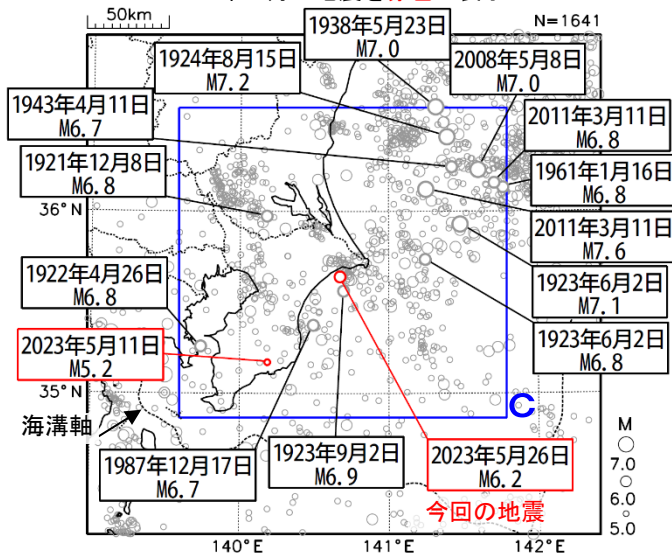 50km
N=1641
1938年5月23日
M7.0
1924年8月15日
M7.2
2008年5月8日
M7.0
1943年4月11日
M6.7
2011年3月11日
M6.8
1921年12月8日
M6.8
1961年1月16日
M6.8
36°N
2011年3月11日
M7.6
1922年4月26日
M6.8
1923年6月2日
M7.1
2023年5月11日
M5.2
1923年6月2日
M6.8
35°N
海溝軸
C
1987年12月17日
M6.7
1923年9月2日
M6.9
2023年5月26日
M6.2
今回の地震
M
7.0
6.0
5.0
140°E
141°E
142°E